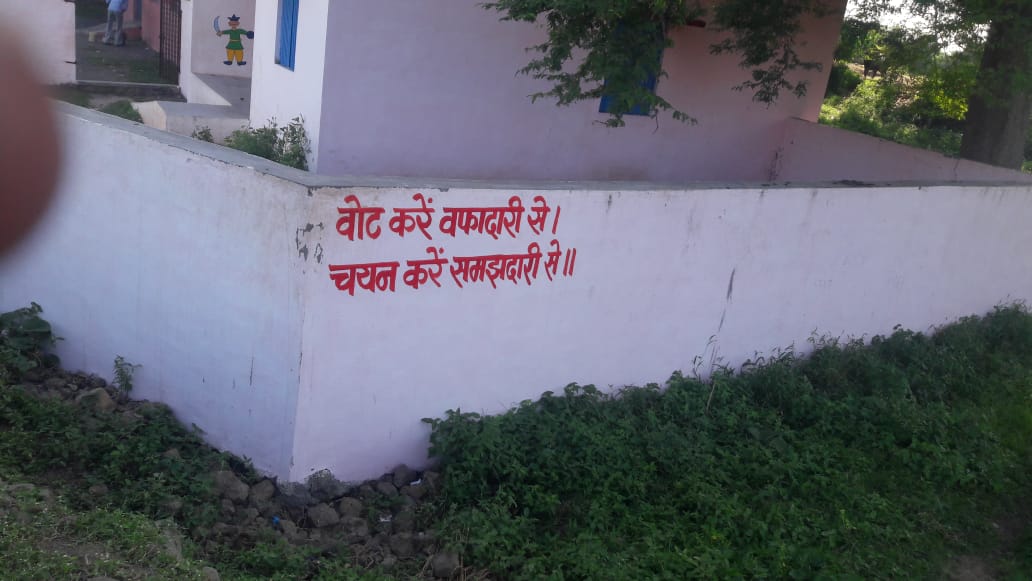 वोट करें वफादारी से।
चयन करें समझदारी से॥